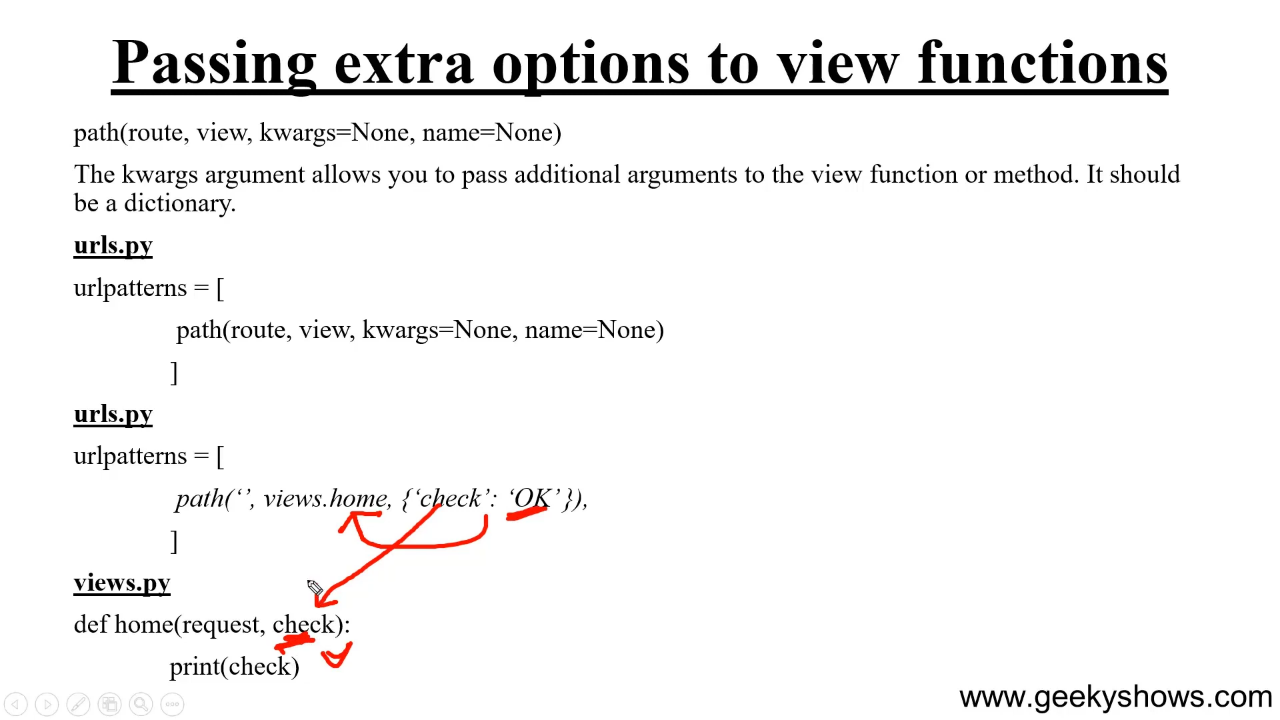 Passing extra options to view functions
path(route, view, kwargs=None, name=None)
The kwargs argument allows you to pass additional arguments to the view function or method. It should
be a dictionary.
urls.py
urlpatterns = [
path(route, view, kwargs=None, name=None)
]
urls.py
urlpatterns = [
path(‘’, views.home, {‘check’: ‘OK’}),
]
views.py
def home(request, check):
print(check)
www.geekyshows.com